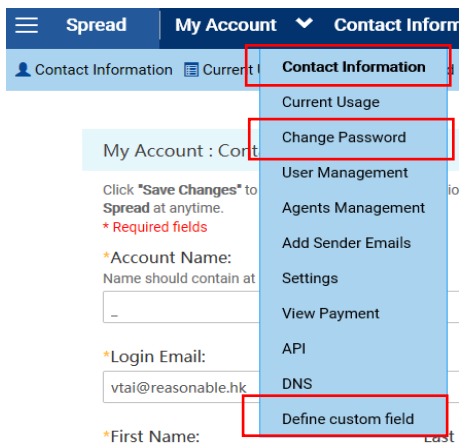 Spread My Account Contact Inform
Contact Information Current U
Contact Information
Current Usage
Change Password
User Management
Agents Management
Add Sender Emails
Settings
View Payment
API
DNS
Define custom field
My Account : Conta
Click "Save Changes" to
Spread at anytime.
* Required fields
*Account Name:
Name should contain at
_
*Login Email:
vtai@reasonable.hk
*First Name: Last